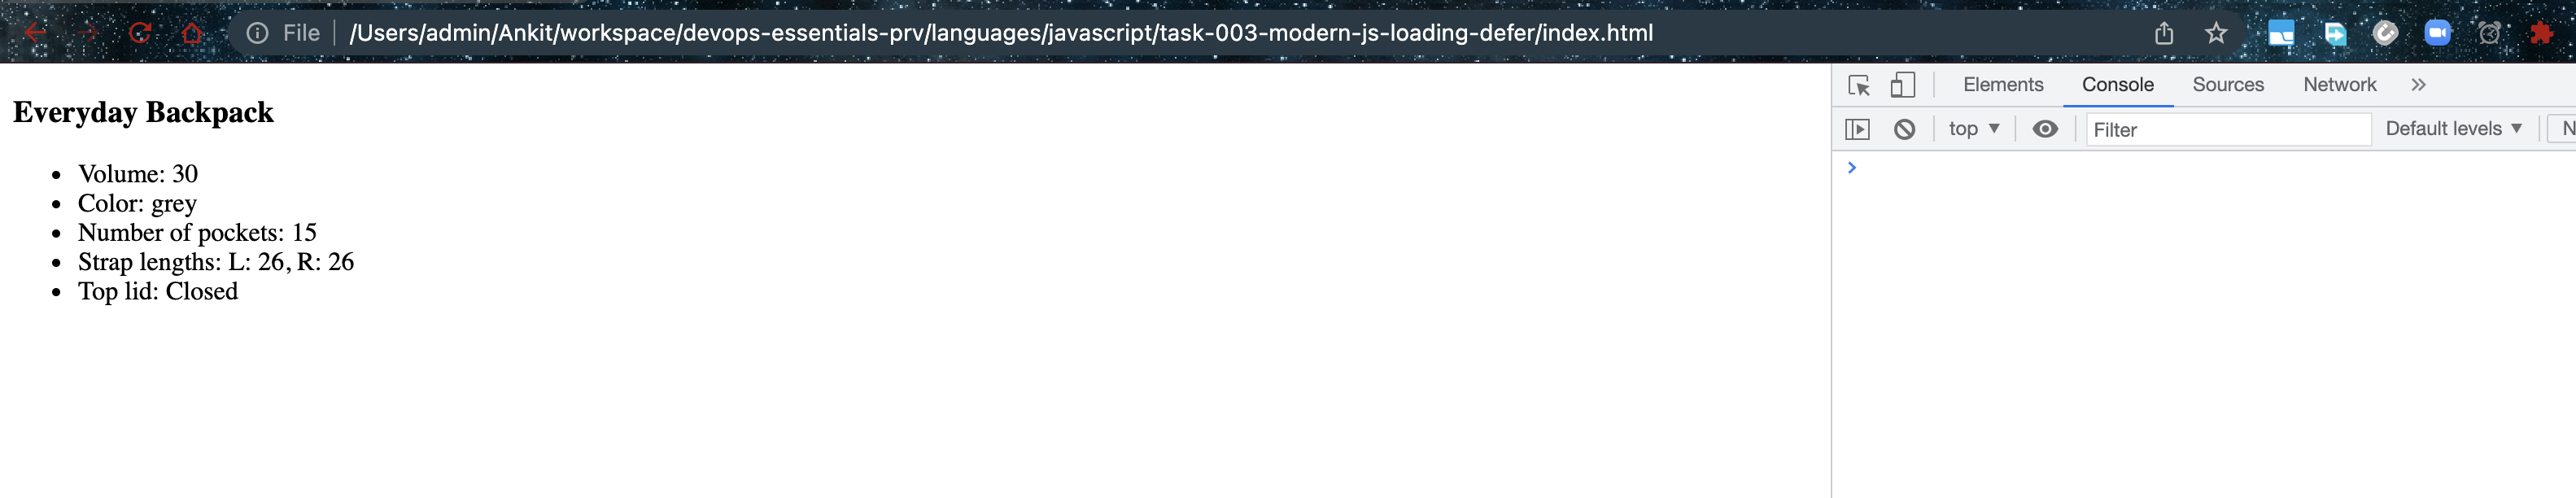 File /Users/admin/Ankit/workspace/devops-essentials-prv/languages/javascript/task-003-modern-js-loading-defer/index.html
Elements Console Sources Network
top Filter Default levels N
Everyday Backpack
Volume: 30
Color: grey
Number of pockets: 15
Strap lengths: L: 26, R: 26
Top lid: Closed